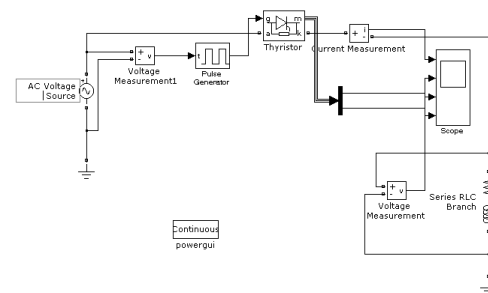 g
m
a
k
Thyristor
+
i
-
Current Measurement
+
-
v
Voltage
Measurement1
t
Pulse
Generator
AC Voltage
Source
Scope
+
-
v
Voltage
Measurement
Series RLC
Branch
Continuous
powergui